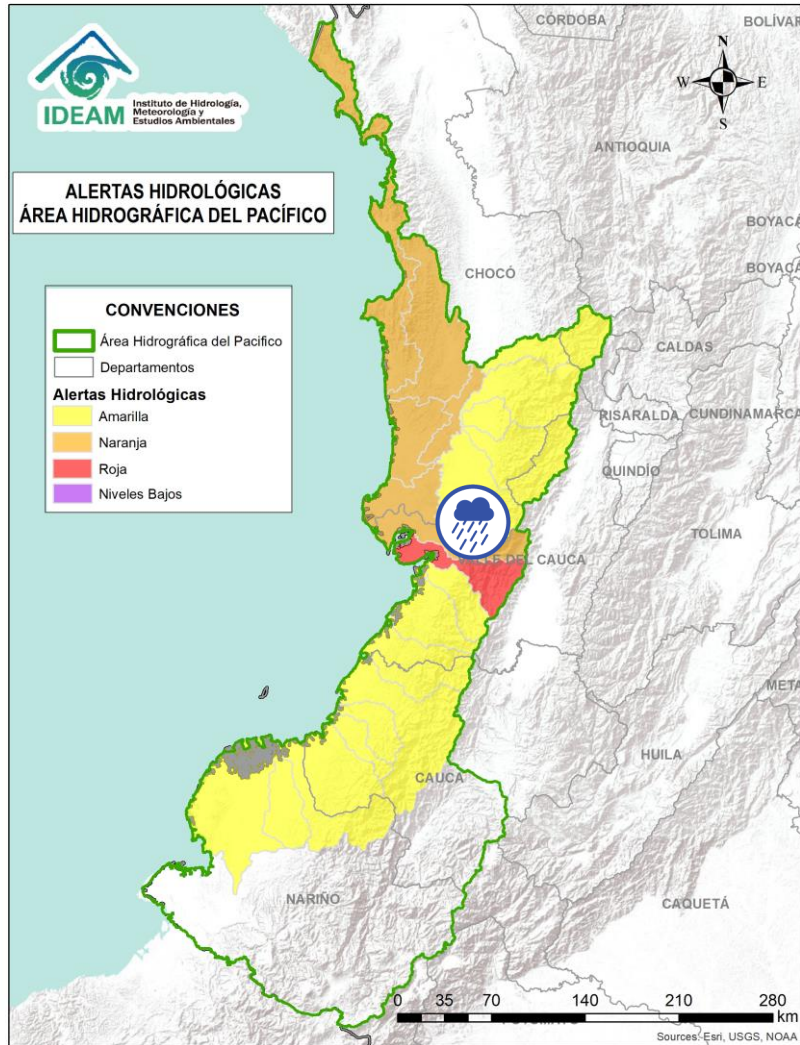 IDEAM
Instituto de Hidrología,
Meteorología y
Estudios Ambientales
ALERTAS HIDROLÓGICAS
ÁREA HIDROGRÁFICA DEL PACÍFICO
CONVENCIONES
Área Hidrográfica del Pacifico
Departamentos
Alertas Hidrológicas
Amarilla
Naranja
Roja
Niveles Bajos
N
W E
S
CÓRDOBA
BOLÍVAR
ANTIOQUIA
BOYACÁ
BOYACÁ
CHOCÓ
CALDAS
RISARALDA
CUNDINAMARCA
QUINDÍO
TOLIMA
DEL CAUCA
META
HUILA
CAUCA
NARIÑO
CAQUETÁ
0 35 70 140 210 280
km
Sources: Esri, USGS, NOAA